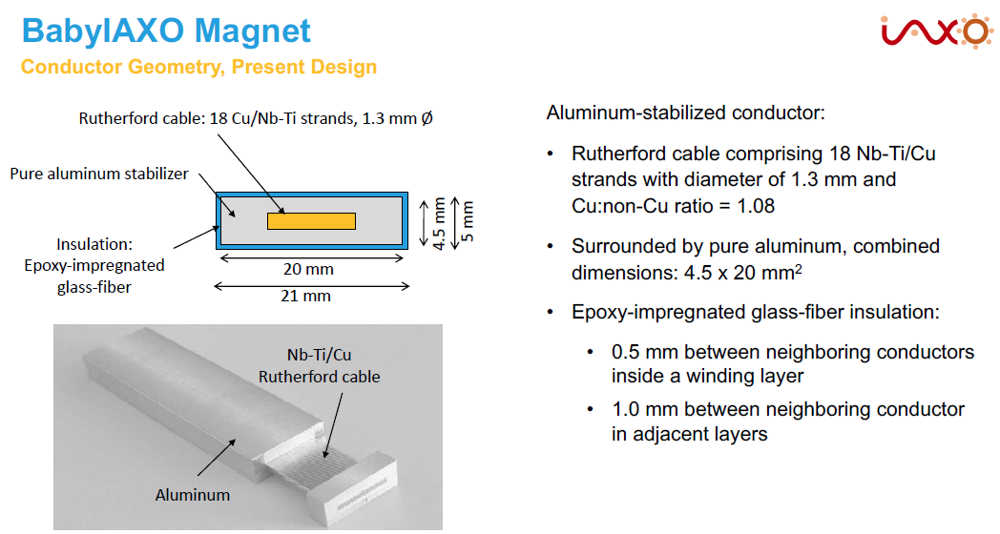 BabyIAXO Magnet
Conductor Geometry, Present Design
iAXO
Rutherford cable: 18 Cu/Nb-Ti strands, 1.3 mm Ø
Pure aluminum stabilizer
Insulation:
Epoxy-impregnated
glass-fiber
4.5 mm
5 mm
20 mm
21 mm
Nb-Ti/Cu
Rutherford cable
Aluminum
Aluminum-stabilized conductor:
• Rutherford cable comprising 18 Nb-Ti/Cu
strands with diameter of 1.3 mm and
Cu:non-Cu ratio = 1.08
• Surrounded by pure aluminum, combined
dimensions: 4.5 x 20 mm²
• Epoxy-impregnated glass-fiber insulation:
• 0.5 mm between neighboring conductors
inside a winding layer
• 1.0 mm between neighboring conductor
in adjacent layers